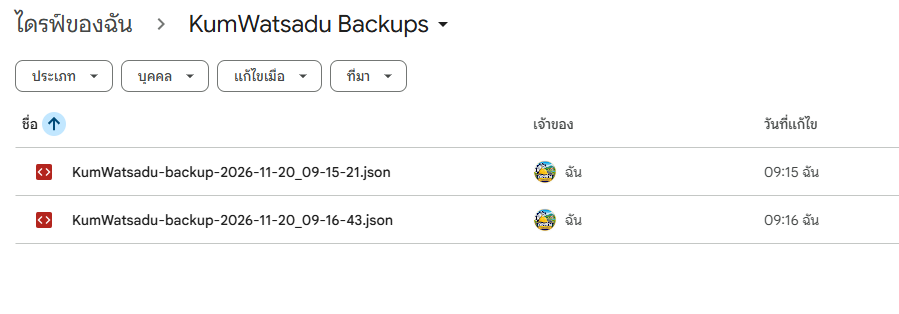 ไดรฟ์ของฉัน > KumWatsadu Backups
ประเภท บุคคล แก้ไขเมื่อ ที่มา
ชื่อ เจ้าของ วันที่แก้ไข
KumWatsadu-backup-2026-11-20_09-15-21.json ฉัน 09:15 ฉัน
KumWatsadu-backup-2026-11-20_09-16-43.json ฉัน 09:16 ฉัน